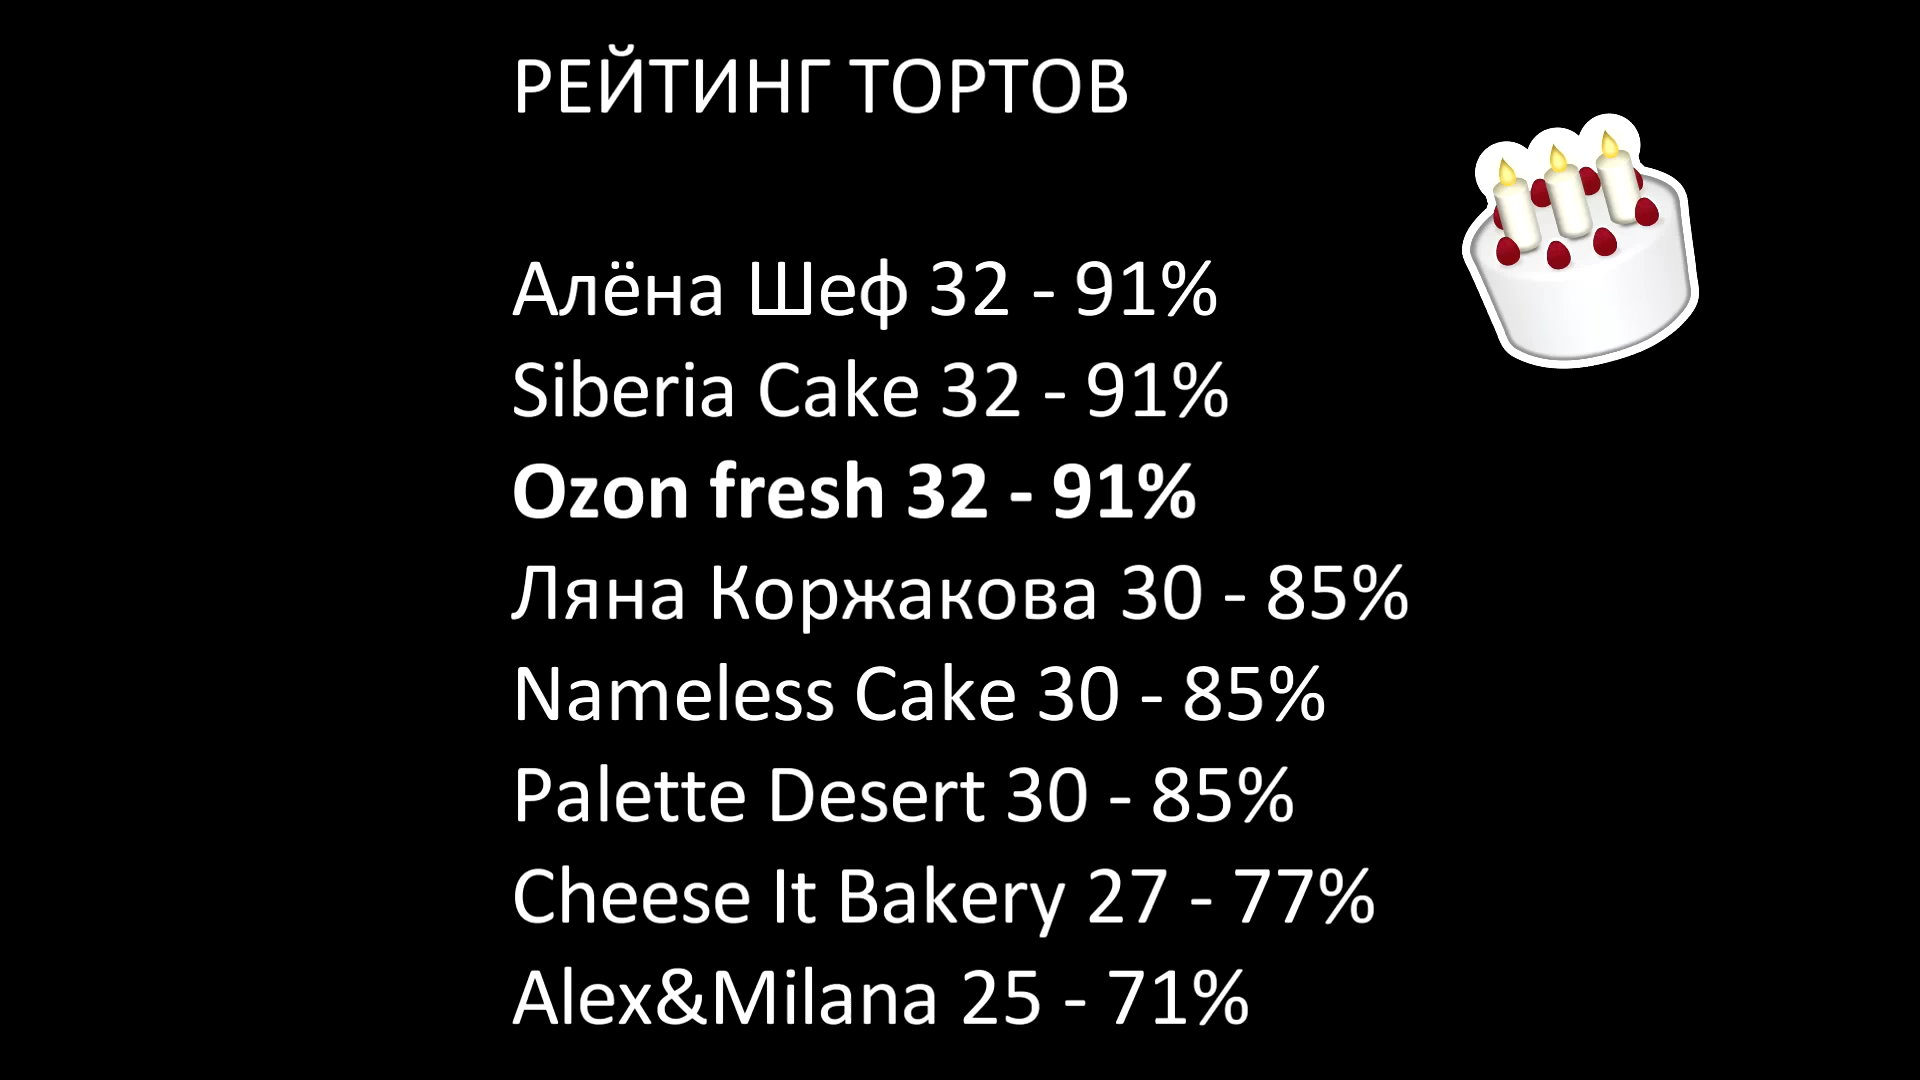 РЕЙТИНГ ТОРТОВ
Алёна Шеф 32 - 91%
Siberia Cake 32 - 91%
Ozon fresh 32 - 91%
Ляна Коржакова 30 - 85%
Nameless Cake 30 - 85%
Palette Desert 30 - 85%
Cheese It Bakery 27 - 77%
Alex&Milana 25 - 71%